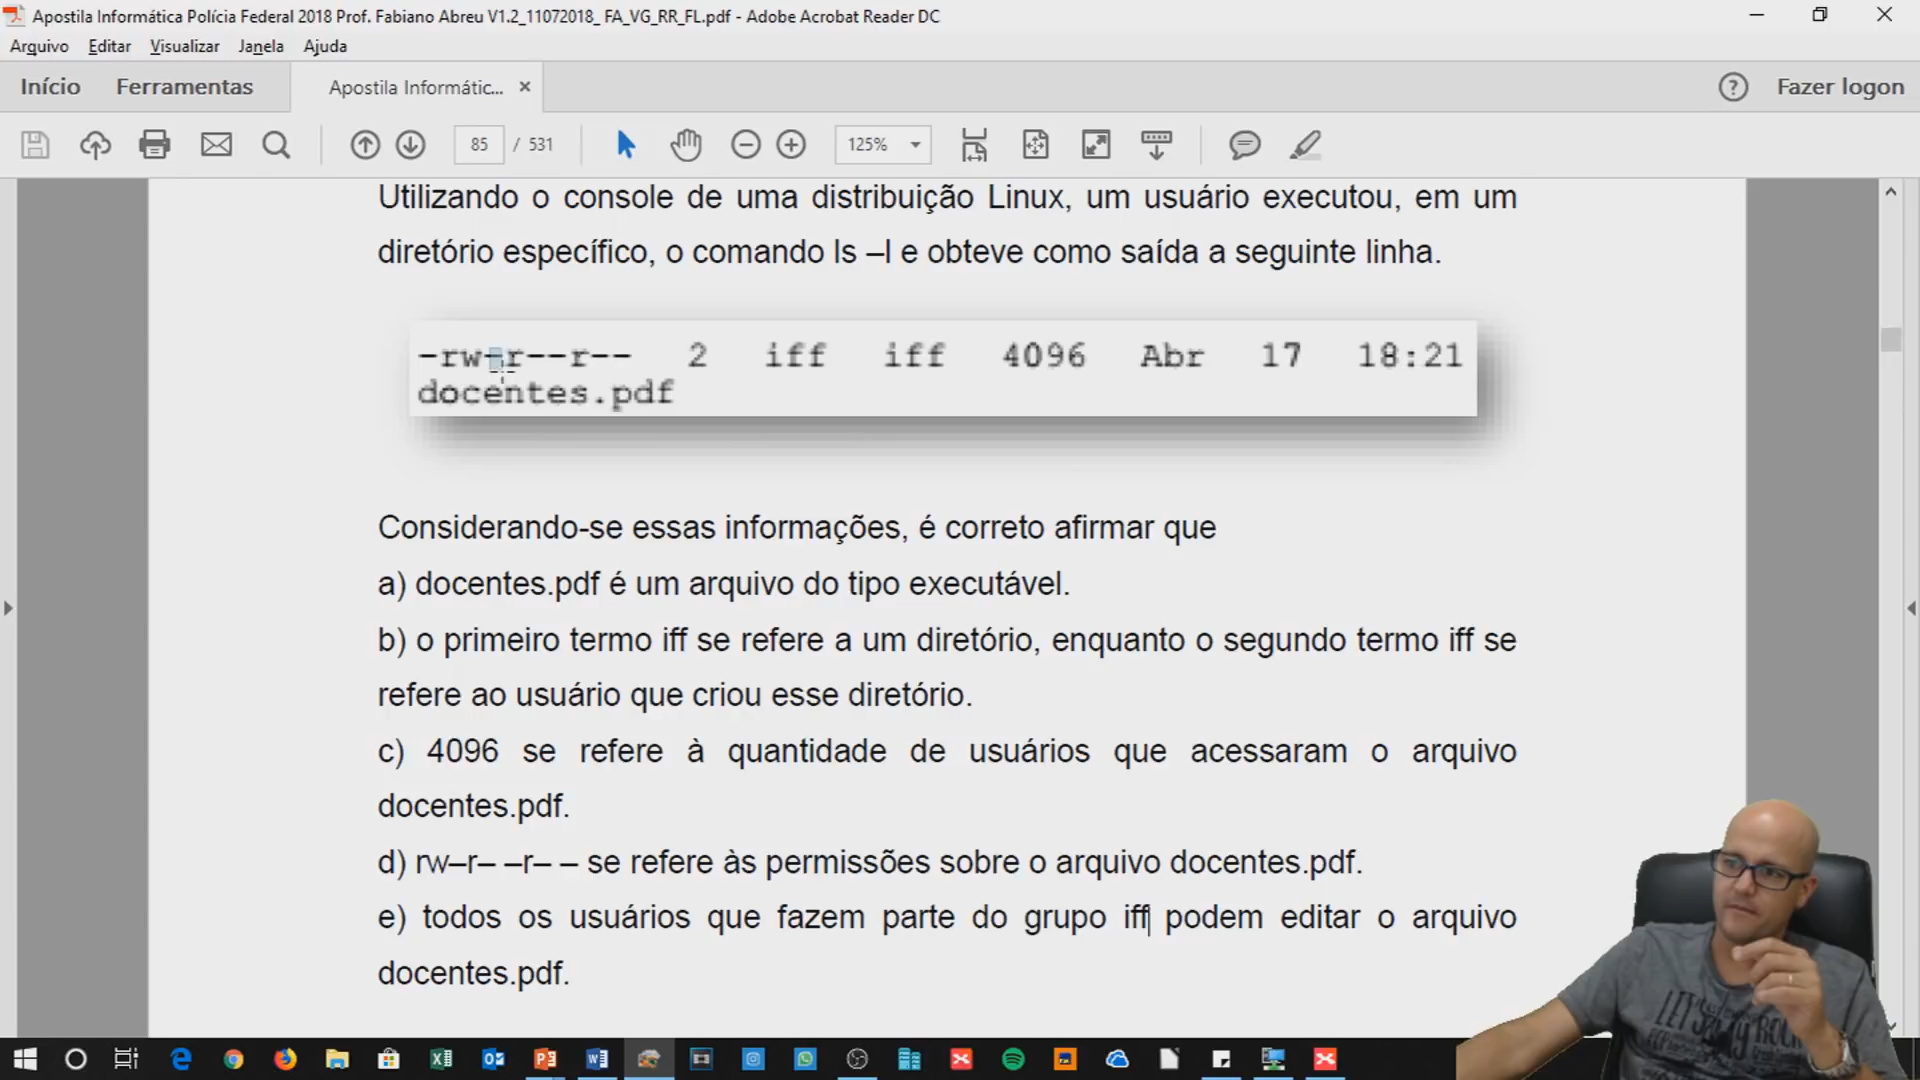 Apostila Informática Polícia Federal 2018 Prof. Fabiano Abreu V1.2_11072018_ FA_VG_RR_FL.pdf - Adobe Acrobat Reader DC
Arquivo Editar Visualizar Janela Ajuda
Início Ferramentas Apostila Informátic... × ? Fazer logon
85 / 531 125%
Utilizando o console de uma distribuição Linux, um usuário executou, em um
diretório específico, o comando ls –l e obteve como saída a seguinte linha.
-rw-r--r-- 2 iff iff 4096 Abr 17 18:21
docentes.pdf
Considerando-se essas informações, é correto afirmar que
a) docentes.pdf é um arquivo do tipo executável.
b) o primeiro termo iff se refere a um diretório, enquanto o segundo termo iff se
refere ao usuário que criou esse diretório.
c) 4096 se refere à quantidade de usuários que acessaram o arquivo
docentes.pdf.
d) rw–r– –r– – se refere às permissões sobre o arquivo docentes.pdf.
e) todos os usuários que fazem parte do grupo iff podem editar o arquivo
docentes.pdf.